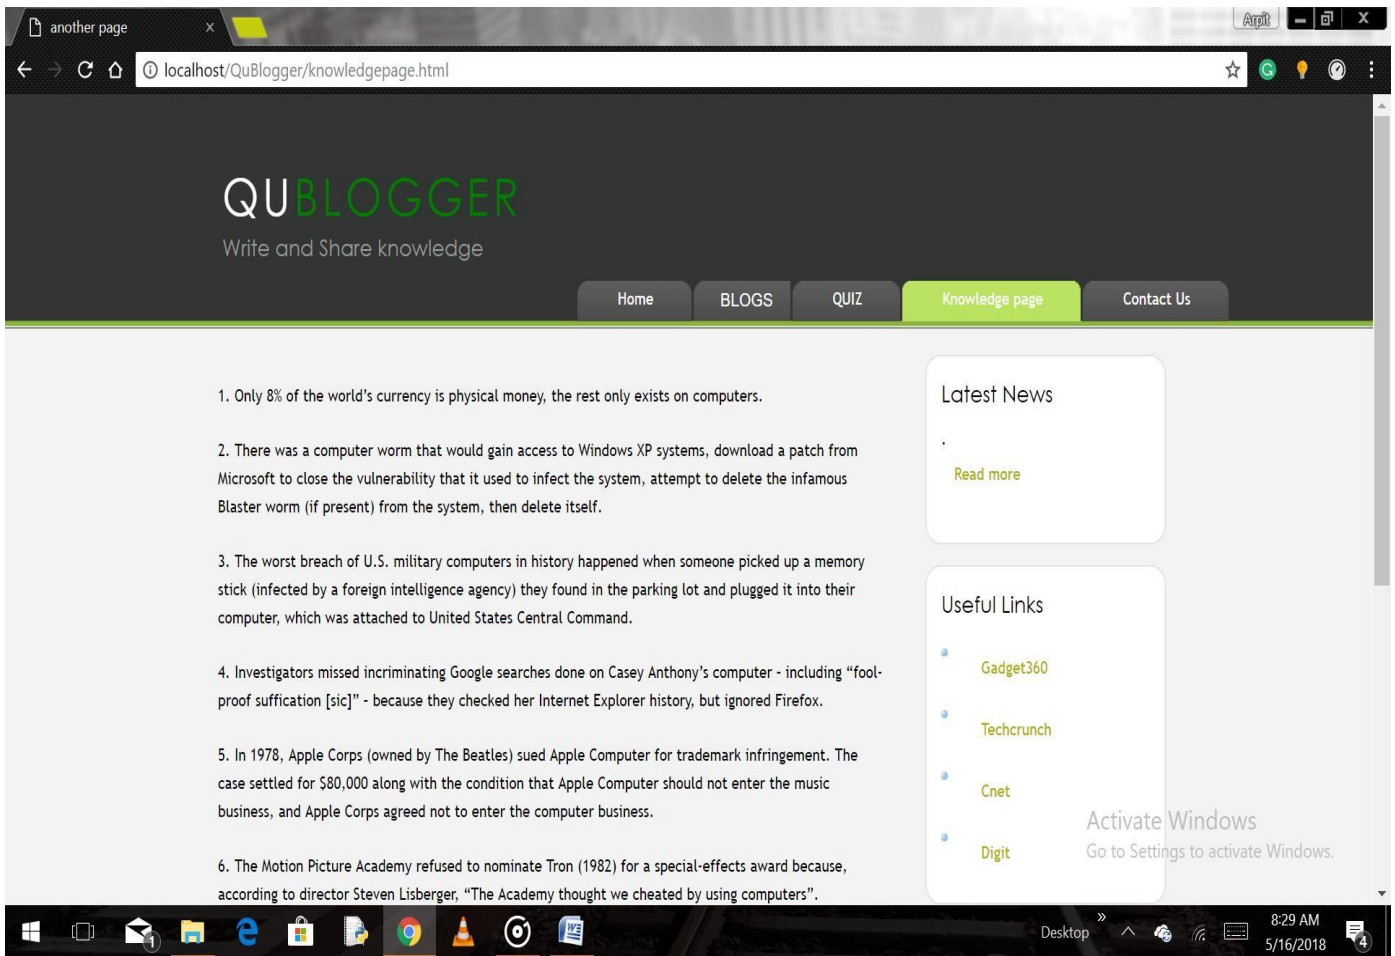 another page
Arpit
localhost/QuBlogger/knowledgepage.html
QUBLOGGER
Write and Share knowledge
Home
BLOGS
QUIZ
Knowledge page
Contact Us
1. Only 8% of the world’s currency is physical money, the rest only exists on computers.
2. There was a computer worm that would gain access to Windows XP systems, download a patch from
Microsoft to close the vulnerability that it used to infect the system, attempt to delete the infamous
Blaster worm (if present) from the system, then delete itself.
3. The worst breach of U.S. military computers in history happened when someone picked up a memory
stick (infected by a foreign intelligence agency) they found in the parking lot and plugged it into their
computer, which was attached to United States Central Command.
4. Investigators missed incriminating Google searches done on Casey Anthony’s computer - including “fool-
proof suffication [sic]” - because they checked her Internet Explorer history, but ignored Firefox.
5. In 1978, Apple Corps (owned by The Beatles) sued Apple Computer for trademark infringement. The
case settled for $80,000 along with the condition that Apple Computer should not enter the music
business, and Apple Corps agreed not to enter the computer business.
6. The Motion Picture Academy refused to nominate Tron (1982) for a special-effects award because,
according to director Steven Lisberger, “The Academy thought we cheated by using computers”.
Latest News
.
Read more
Useful Links
Gadget360
Techcrunch
Cnet
Digit
Activate Windows
Go to Settings to activate Windows.
1
Desktop
8:29 AM
5/16/2018
4